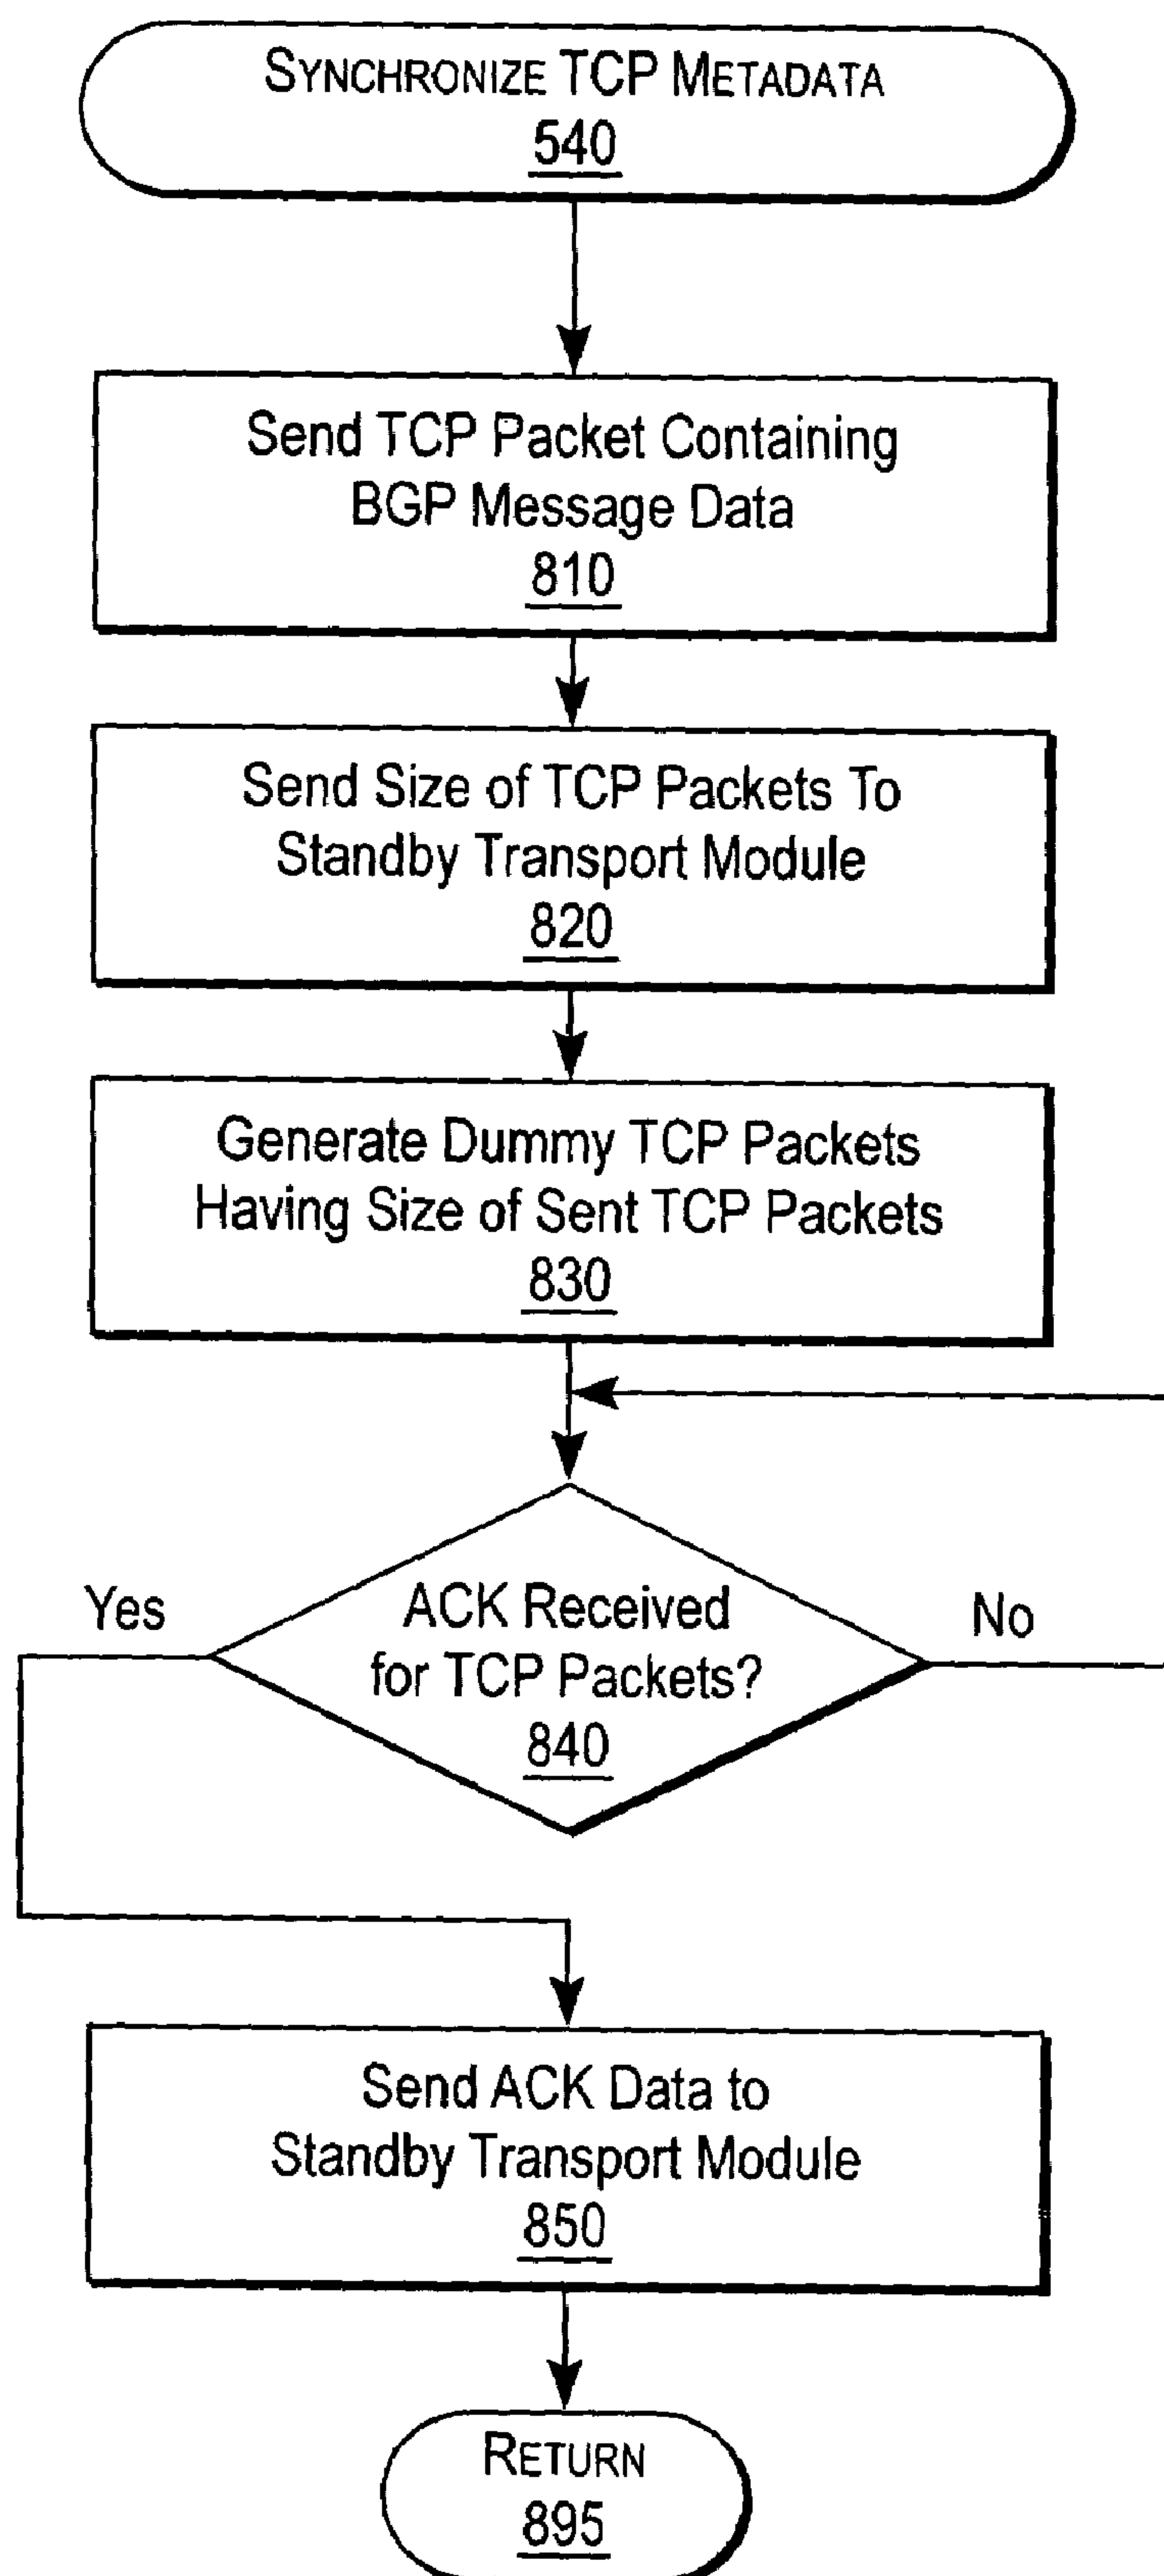 SYNCHRONIZE TCP METADATA
540
Send TCP Packet Containing
BGP Message Data
810
Send Size of TCP Packets To
Standby Transport Module
820
Generate Dummy TCP Packets
Having Size of Sent TCP Packets
830
Yes
ACK Received
for TCP Packets?
840
No
Send ACK Data to
Standby Transport Module
850
RETURN
895